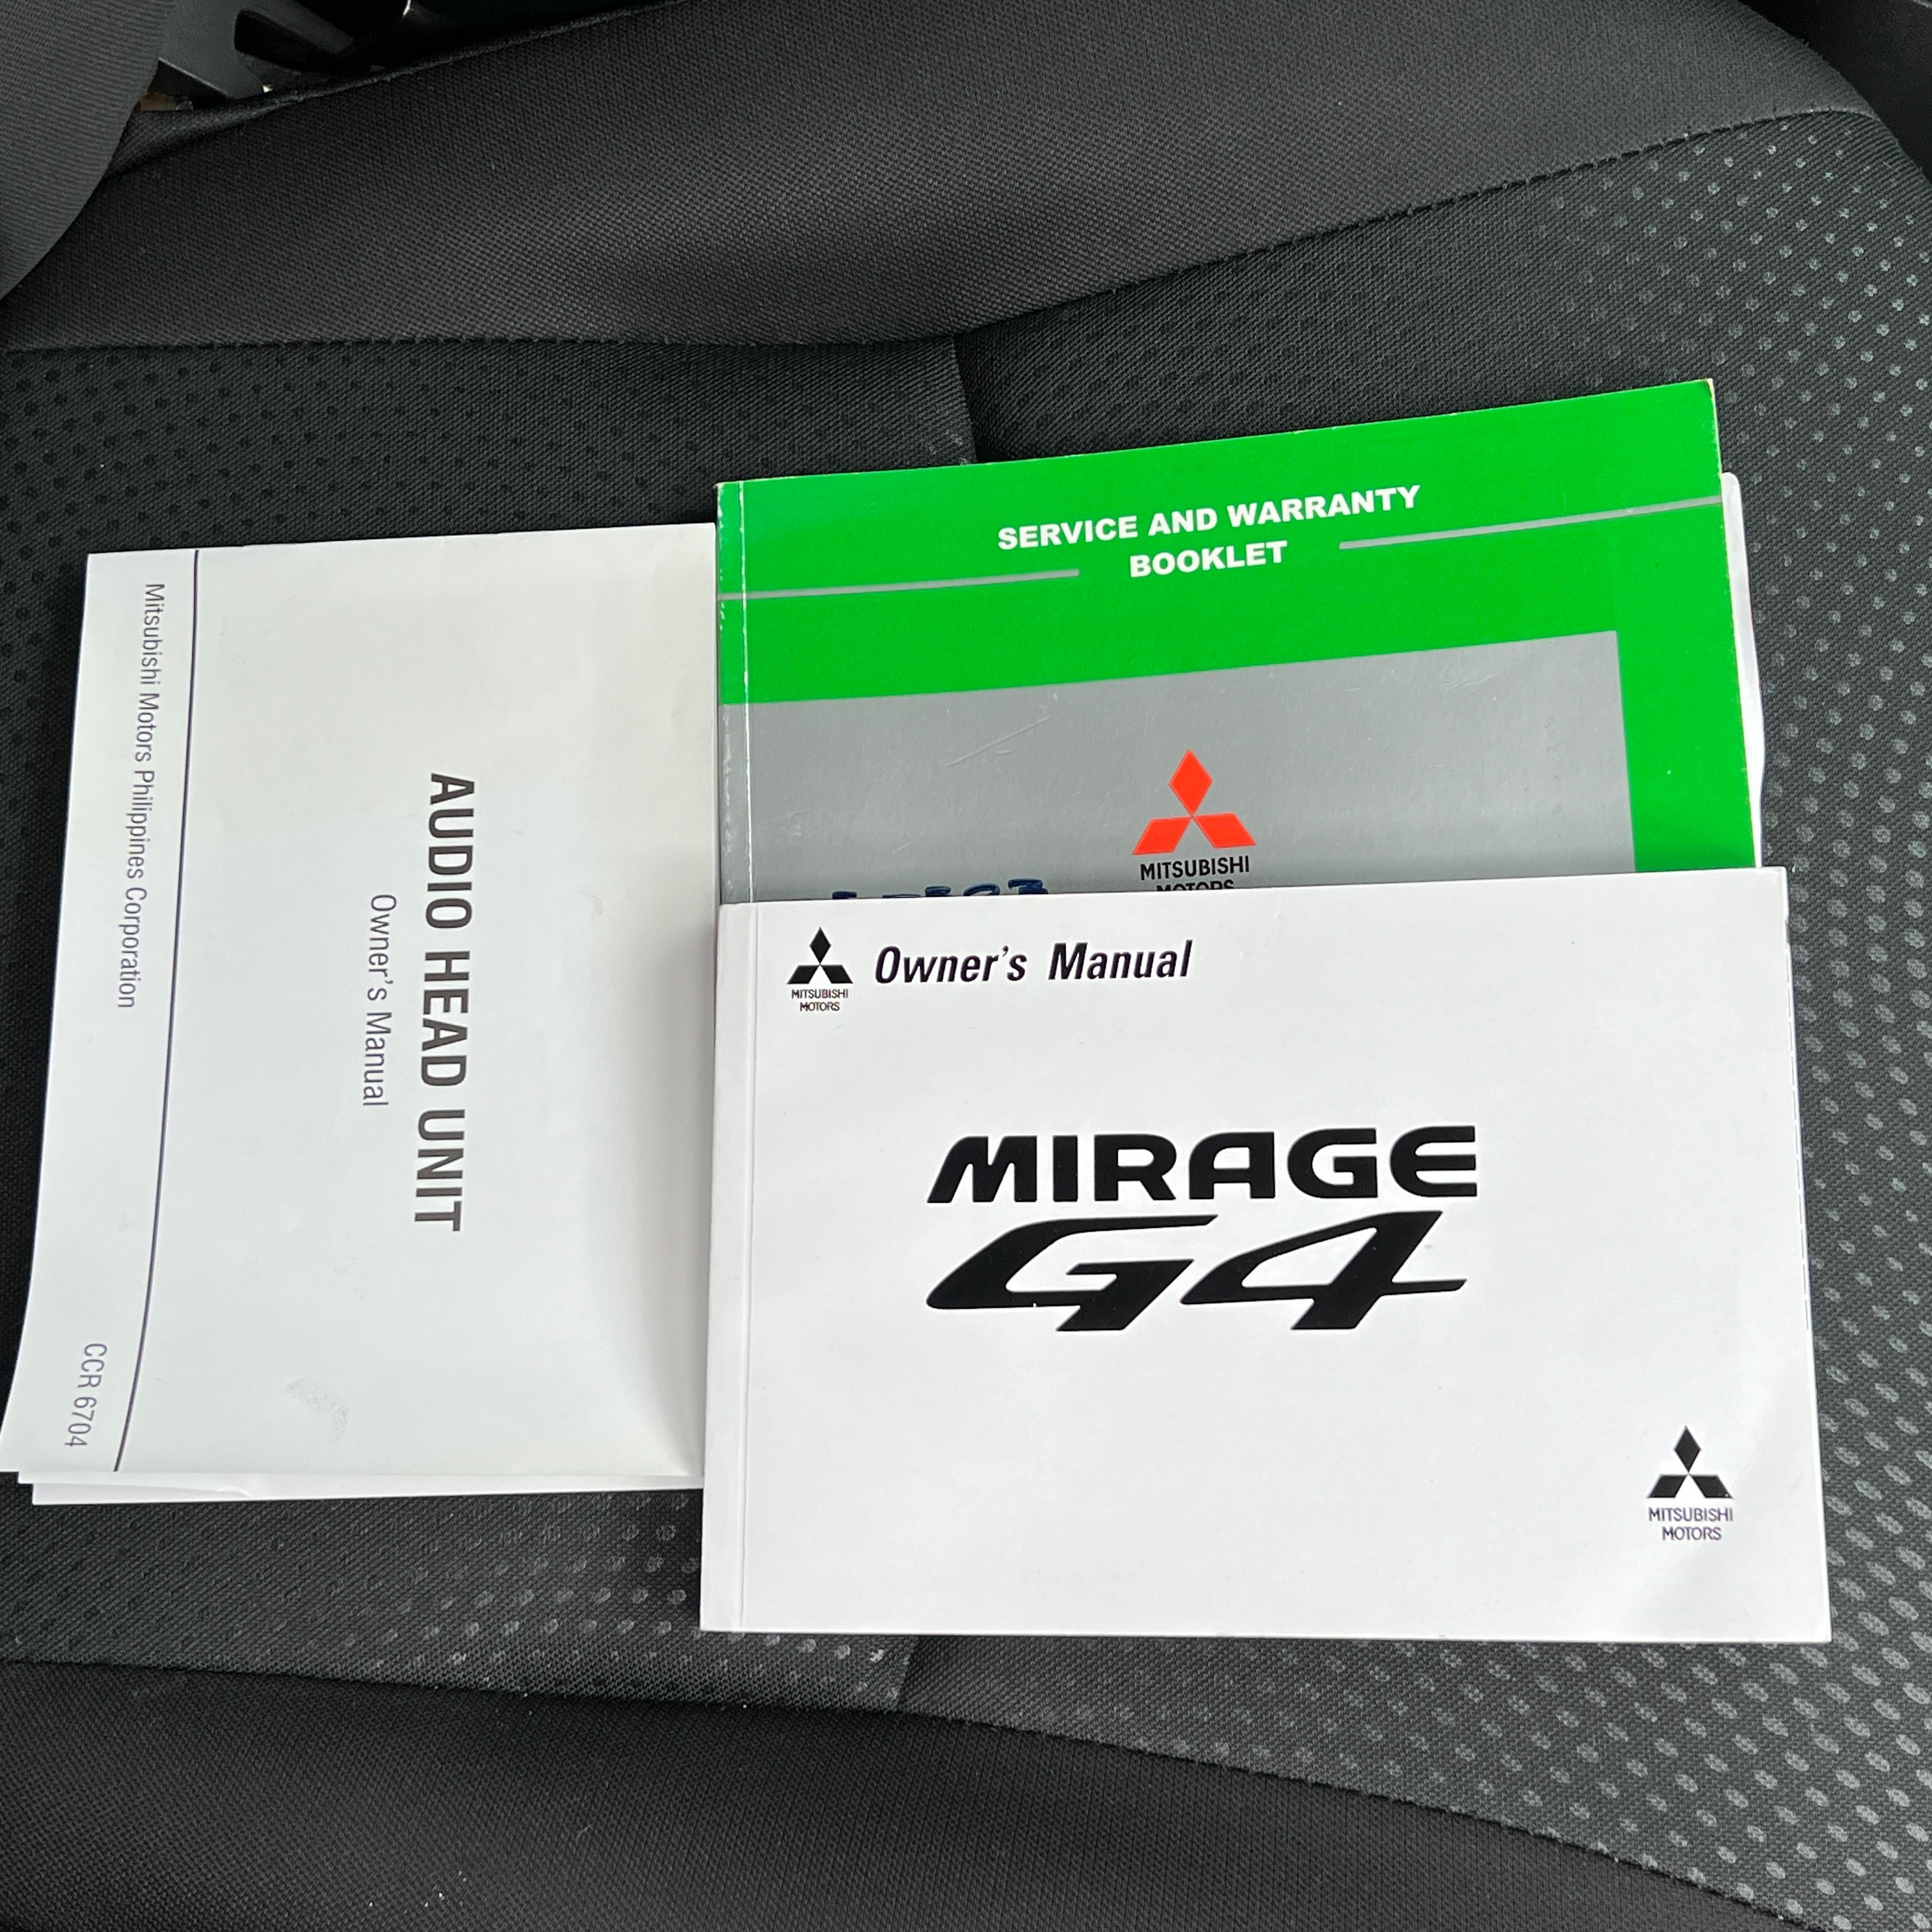 SERVICE AND WARRANTY
BOOKLET
MITSUBISHI
MOTORS
MITSUBISHI
MOTORS
Owner's Manual
MIRAGE
G4
MITSUBISHI
MOTORS
AUDIO HEAD UNIT
Owner's Manual
Mitsubishi Motors Philippines Corporation
CCR 6704